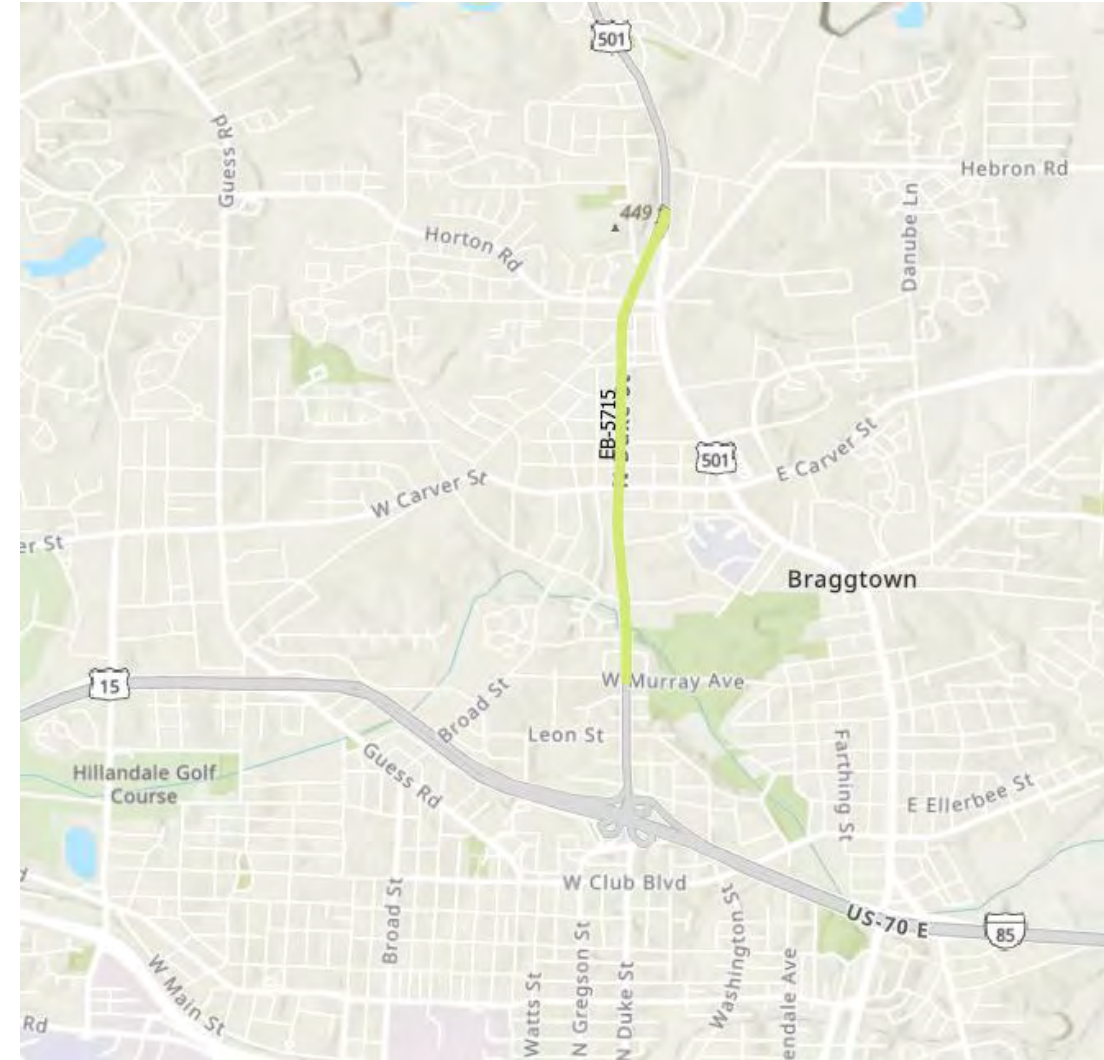 501
Guess Rd
Hebron Rd
449
Danube Ln
Horton Rd
EB-5715
501
E Carver St
W Carver St
er St
Braggtown
15
W Murray Ave
Broad St
Leon St
Guess Rd
Farthing St
Hillandale Golf
Course
E Ellerbee St
W Club Blvd
Broad St
US-70 E
85
W Main St
Watts St
N Gregson St
N Duke St
Washington St
endale Ave
Rd